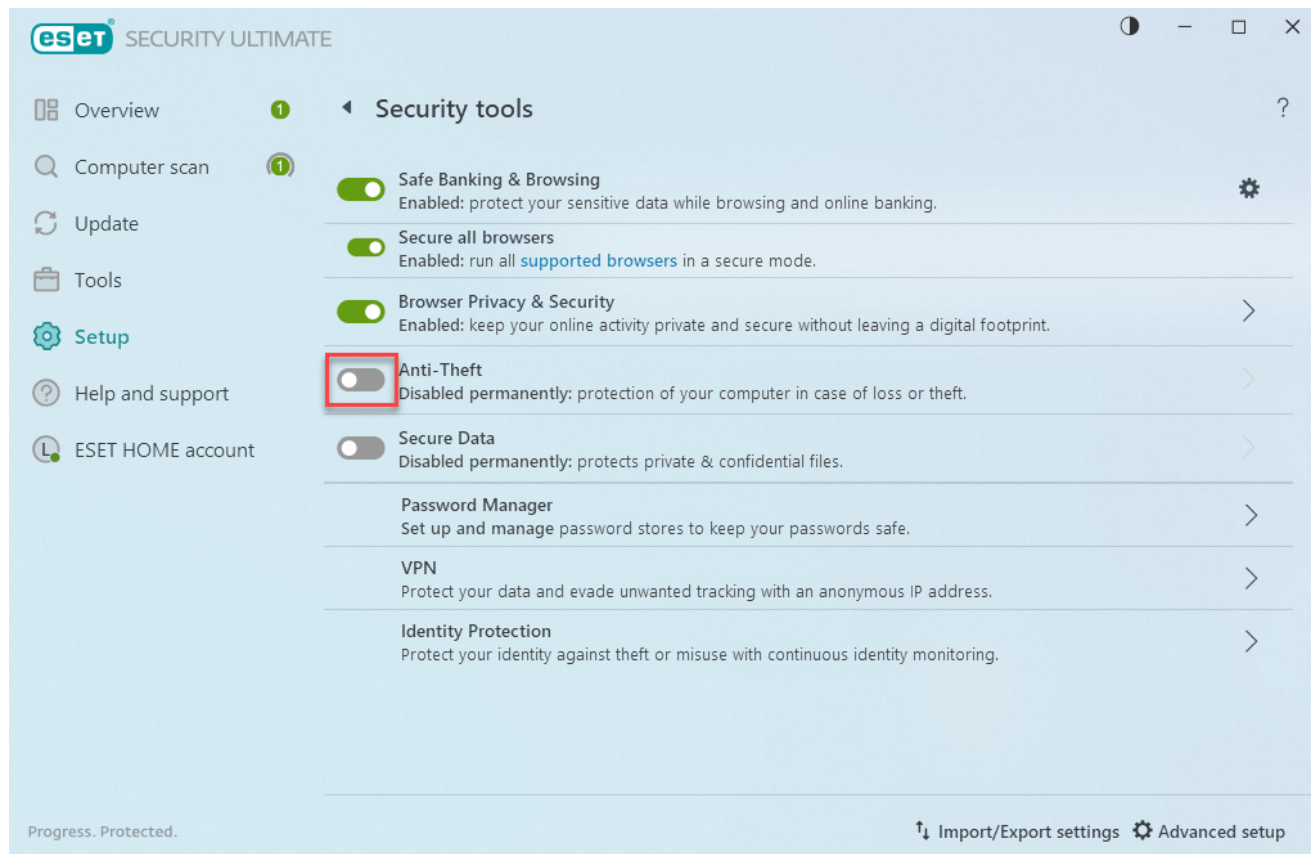 eset SECURITY ULTIMATE
Overview 1
Computer scan 1
Update
Tools
Setup
Help and support
L ESET HOME account
Security tools ?
Safe Banking & Browsing
Enabled: protect your sensitive data while browsing and online banking.
Secure all browsers
Enabled: run all supported browsers in a secure mode.
Browser Privacy & Security
Enabled: keep your online activity private and secure without leaving a digital footprint.
Anti-Theft
Disabled permanently: protection of your computer in case of loss or theft.
Secure Data
Disabled permanently: protects private & confidential files.
Password Manager
Set up and manage password stores to keep your passwords safe.
VPN
Protect your data and evade unwanted tracking with an anonymous IP address.
Identity Protection
Protect your identity against theft or misuse with continuous identity monitoring.
Progress. Protected.
Import/Export settings Advanced setup